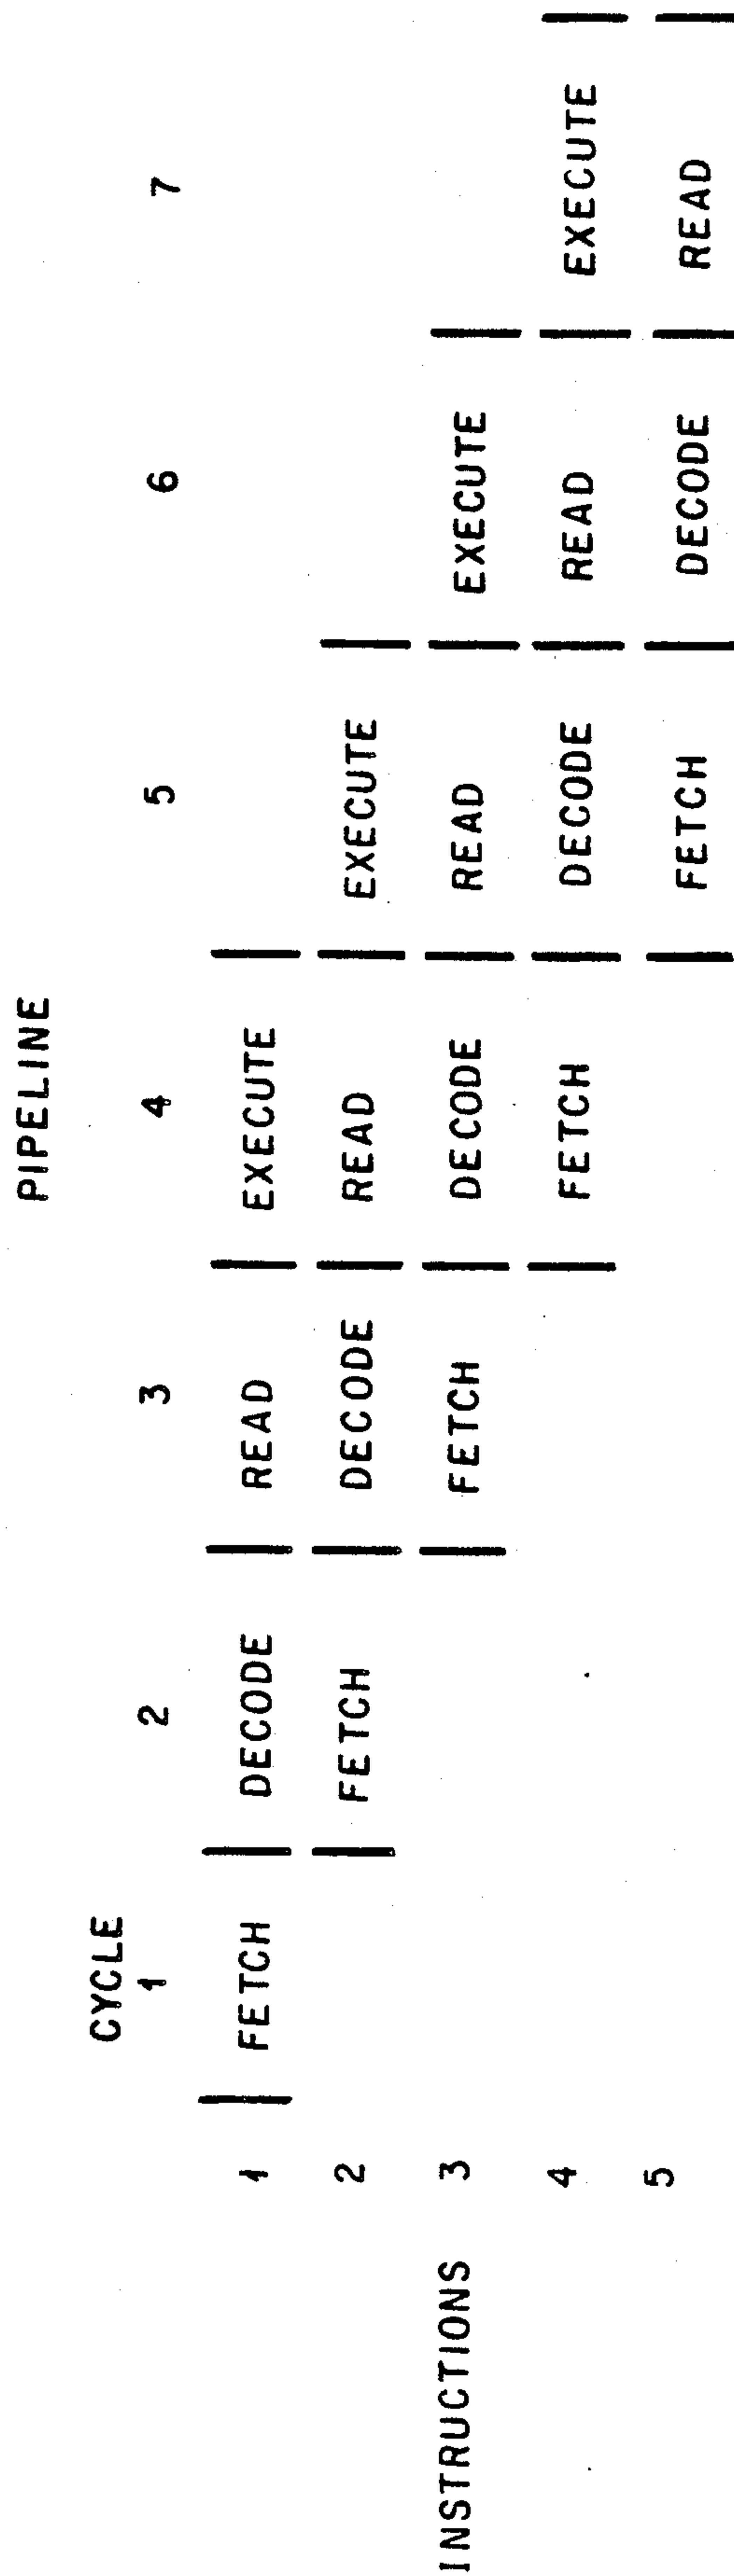 PIPELINE
CYCLE
1 2 3 4 5 6 7
1 FETCH DECODE READ EXECUTE
2 FETCH DECODE READ EXECUTE
INSTRUCTIONS 3 FETCH DECODE READ EXECUTE
4 FETCH DECODE READ EXECUTE
5 FETCH DECODE READ